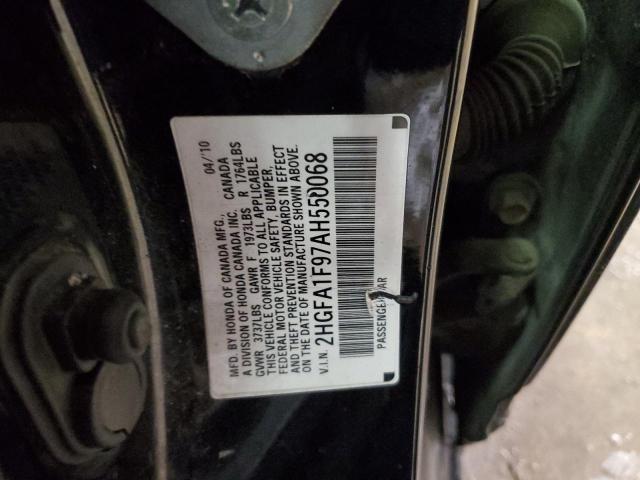 MFD. BY HONDA OF CANADA MFG., 04/'10
A DIVISION OF HONDA CANADA INC. CANADA
GVWR 3737LBS GAWR F 1973LBS R 1764LBS
THIS VEHICLE CONFORMS TO ALL APPLICABLE
FEDERAL MOTOR VEHICLE SAFETY, BUMPER,
AND THEFT PREVENTION STANDARDS IN EFFECT
ON THE DATE OF MANUFACTURE SHOWN ABOVE.
V.I.N. 2HGFA1F97AH550068
PASSENGER CAR